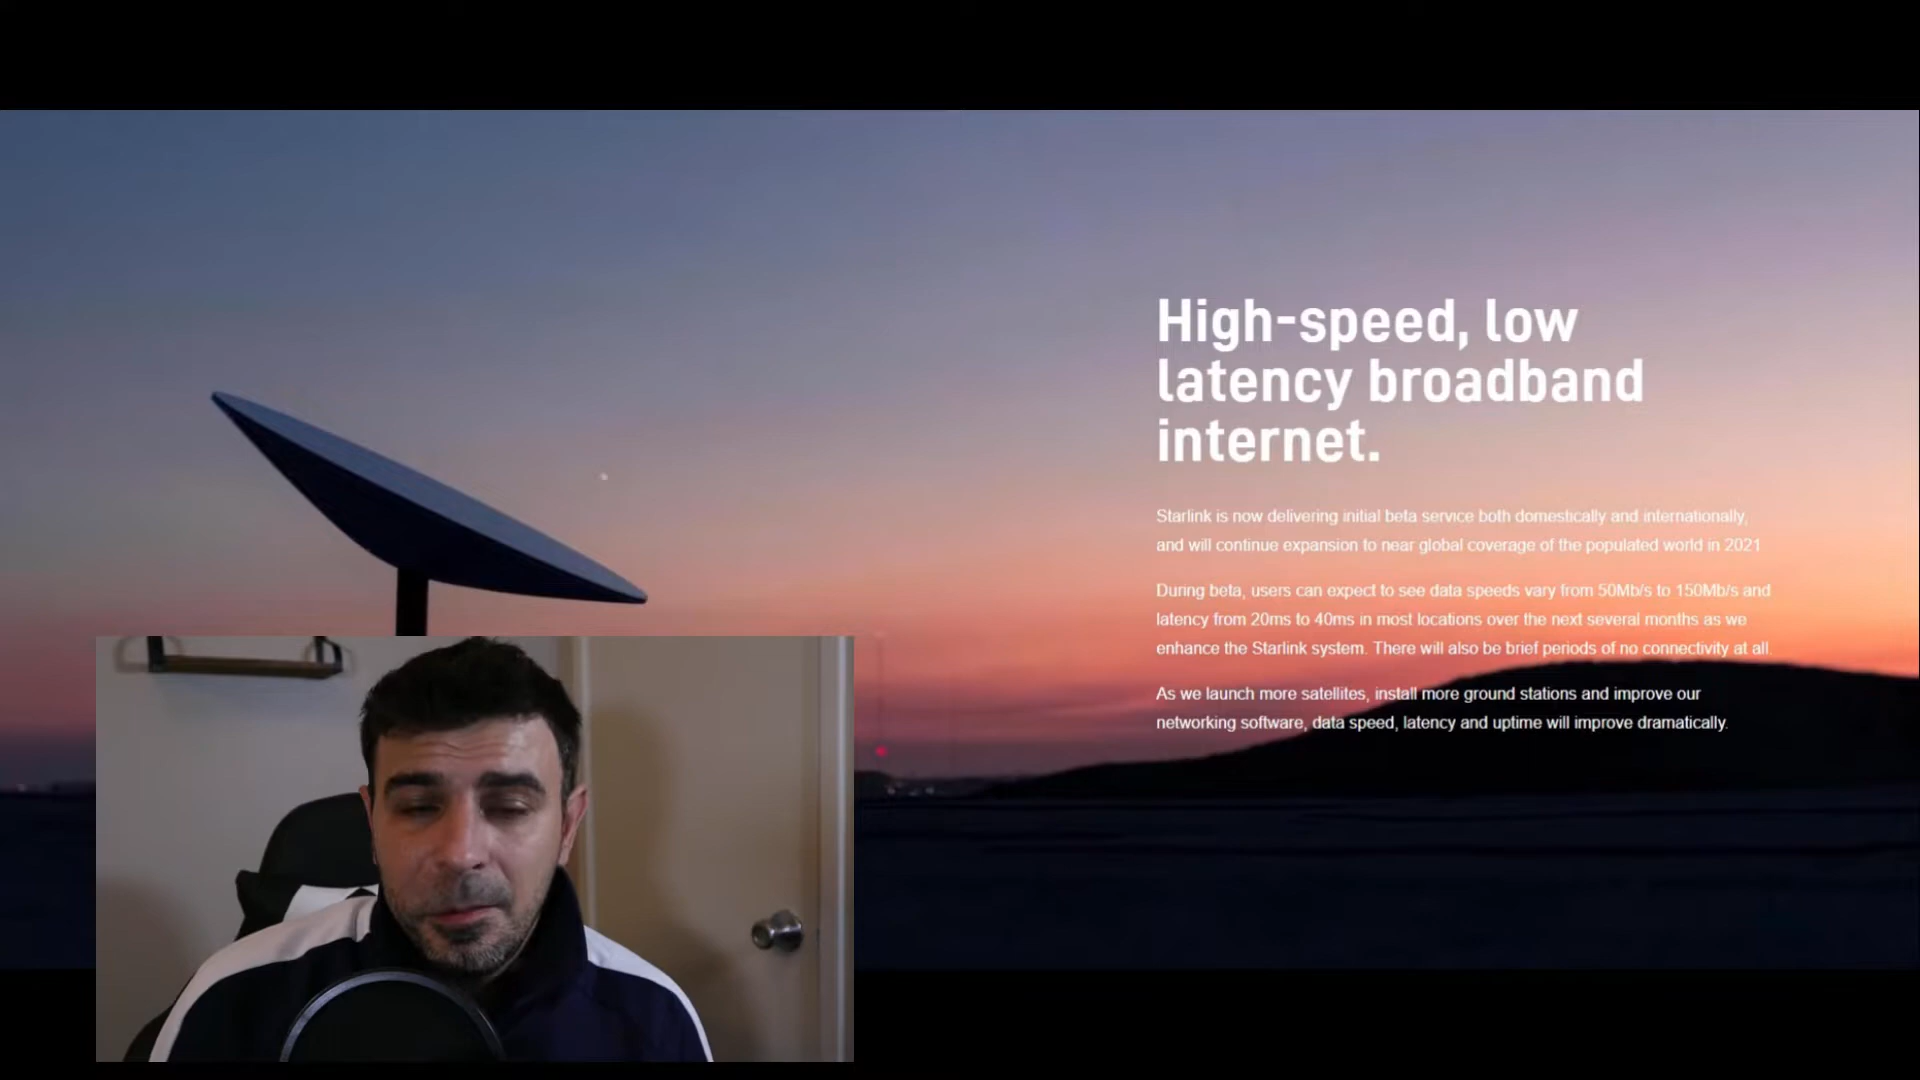 High-speed, low
latency broadband
internet.
Starlink is now delivering initial beta service both domestically and internationally,
and will continue expansion to near global coverage of the populated world in 2021
During beta, users can expect to see data speeds vary from 50Mb/s to 150Mb/s and
latency from 20ms to 40ms in most locations over the next several months as we
enhance the Starlink system. There will also be brief periods of no connectivity at all.
As we launch more satellites, install more ground stations and improve our
networking software, data speed, latency and uptime will improve dramatically.